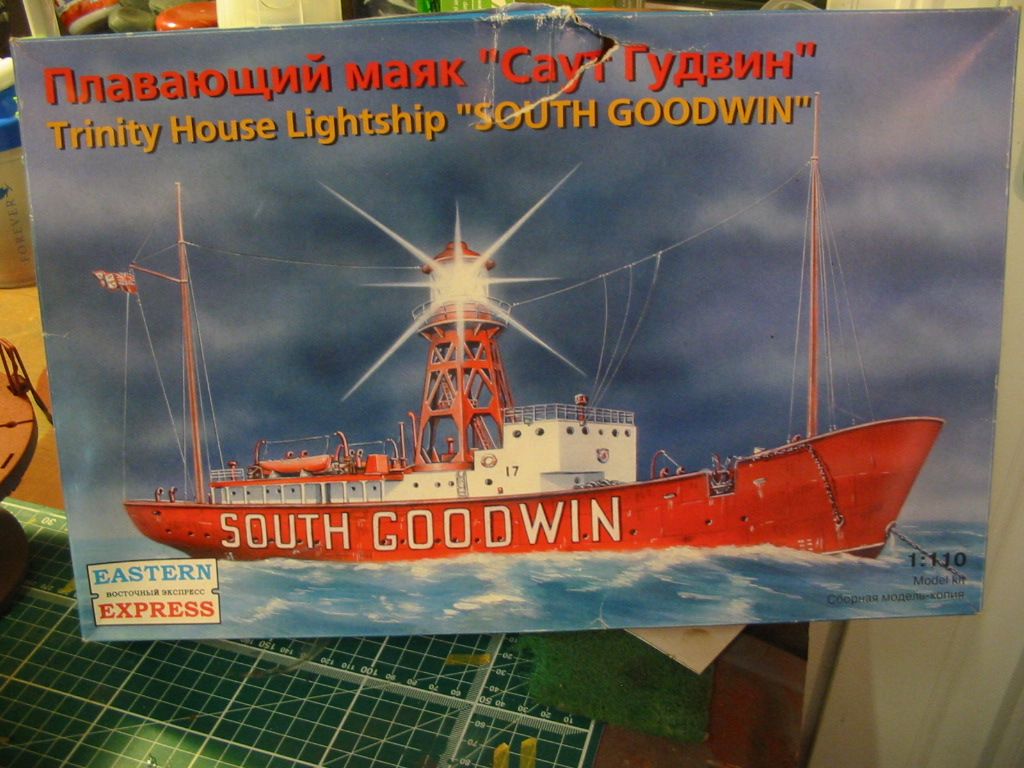 Плавающий маяк "Саут Гудвин"
Trinity House Lightship "SOUTH GOODWIN"
FOREVER
17
SOUTH GOODWIN
EASTERN
ВОСТОЧНЫЙ ЭКСПРЕСС
EXPRESS
1:110
Model kit
Сборная модель-копия